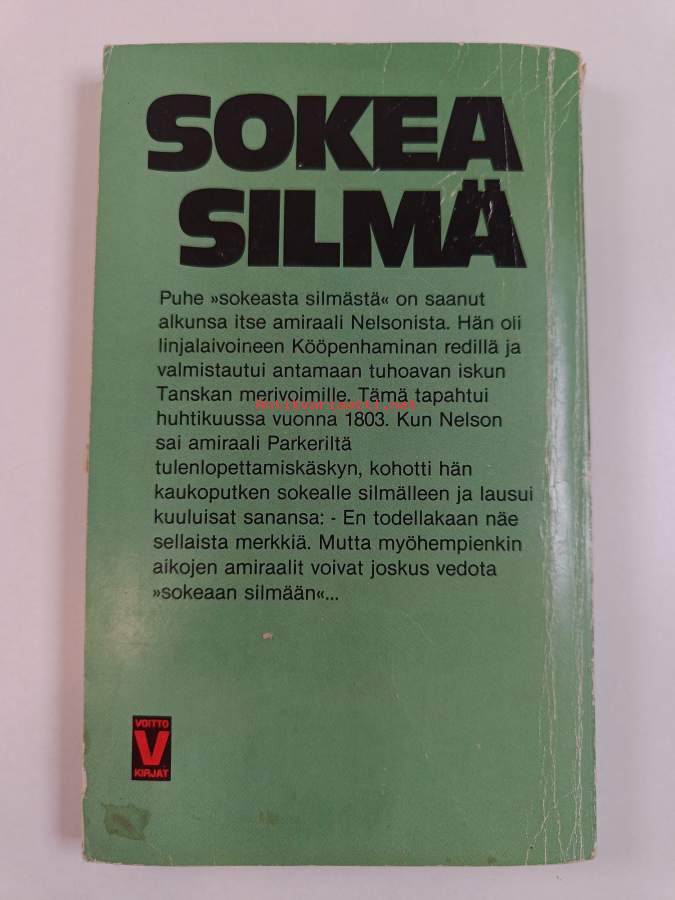 SOKEA
SILMÄ
Puhe »sokeasta silmästä« on saanut
alkunsa itse amiraali Nelsonista. Hän oli
linjalaivoineen Kööpenhaminan redillä ja
valmistautui antamaan tuhoavan iskun
Tanskan merivoimille. Tämä tapahtui
Antikvariaatti.net
huhtikuussa vuonna 1803. Kun Nelson
sai amiraali Parkeriltä
tulenlopettamiskäskyn, kohotti hän
kaukoputken sokealle silmälleen ja lausui
kuuluisat sanansa: - En todellakaan näe
sellaista merkkiä. Mutta myöhempienkin
aikojen amiraalit voivat joskus vedota
»sokeaan silmään«...
VOITTO
V
KIRJAT